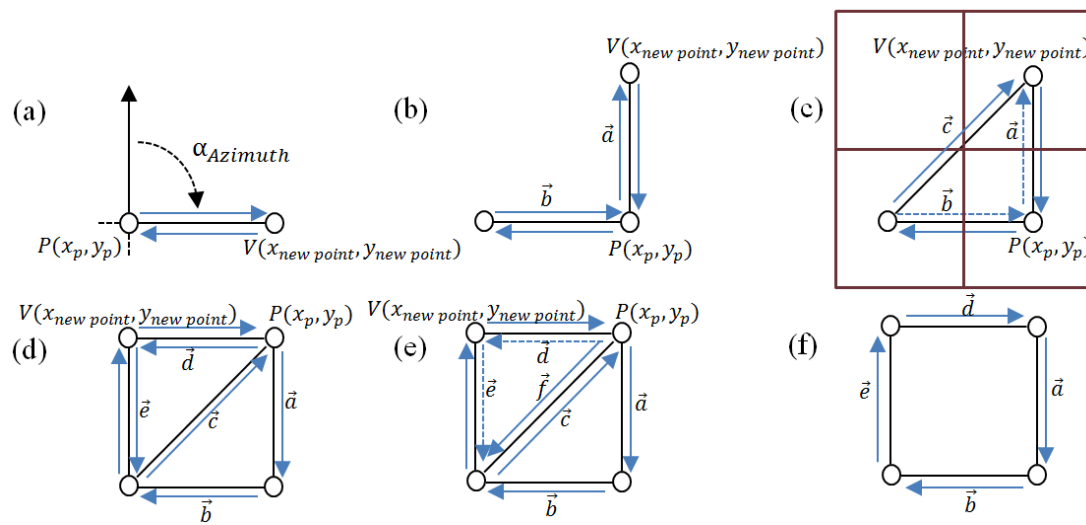 (a)
α_Azimuth
P(x_p, y_p)
V(x_new point, y_new point)
(b)
V(x_new point, y_new point)
a⃗
b⃗
P(x_p, y_p)
(c)
V(x_new point, y_new point)
c⃗
a⃗
b⃗
P(x_p, y_p)
(d)
V(x_new point, y_new point)
P(x_p, y_p)
d⃗
e⃗
c⃗
a⃗
b⃗
(e)
V(x_new point, y_new point)
P(x_p, y_p)
d⃗
e⃗
f⃗
c⃗
a⃗
b⃗
(f)
d⃗
e⃗
a⃗
b⃗